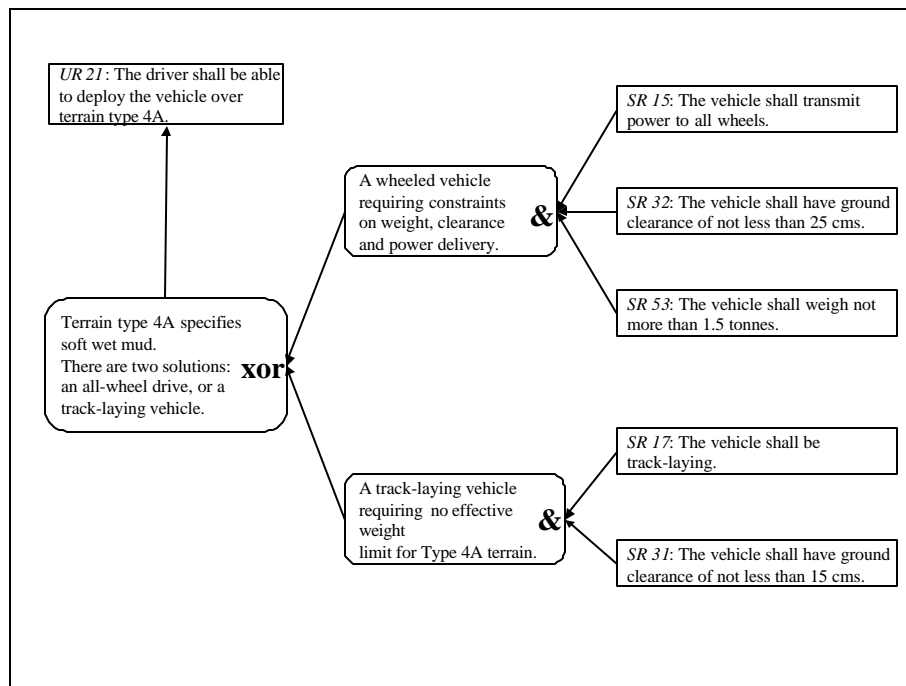 UR 21: The driver shall be able
to deploy the vehicle over
terrain type 4A.
Terrain type 4A specifies
soft wet mud.
There are two solutions:
an all-wheel drive, or a
track-laying vehicle.
xor
A wheeled vehicle
requiring constraints
on weight, clearance
and power delivery.
&
SR 15: The vehicle shall transmit
power to all wheels.
SR 32: The vehicle shall have ground
clearance of not less than 25 cms.
SR 53: The vehicle shall weigh not
more than 1.5 tonnes.
A track-laying vehicle
requiring no effective
weight
limit for Type 4A terrain.
&
SR 17: The vehicle shall be
track-laying.
SR 31: The vehicle shall have ground
clearance of not less than 15 cms.